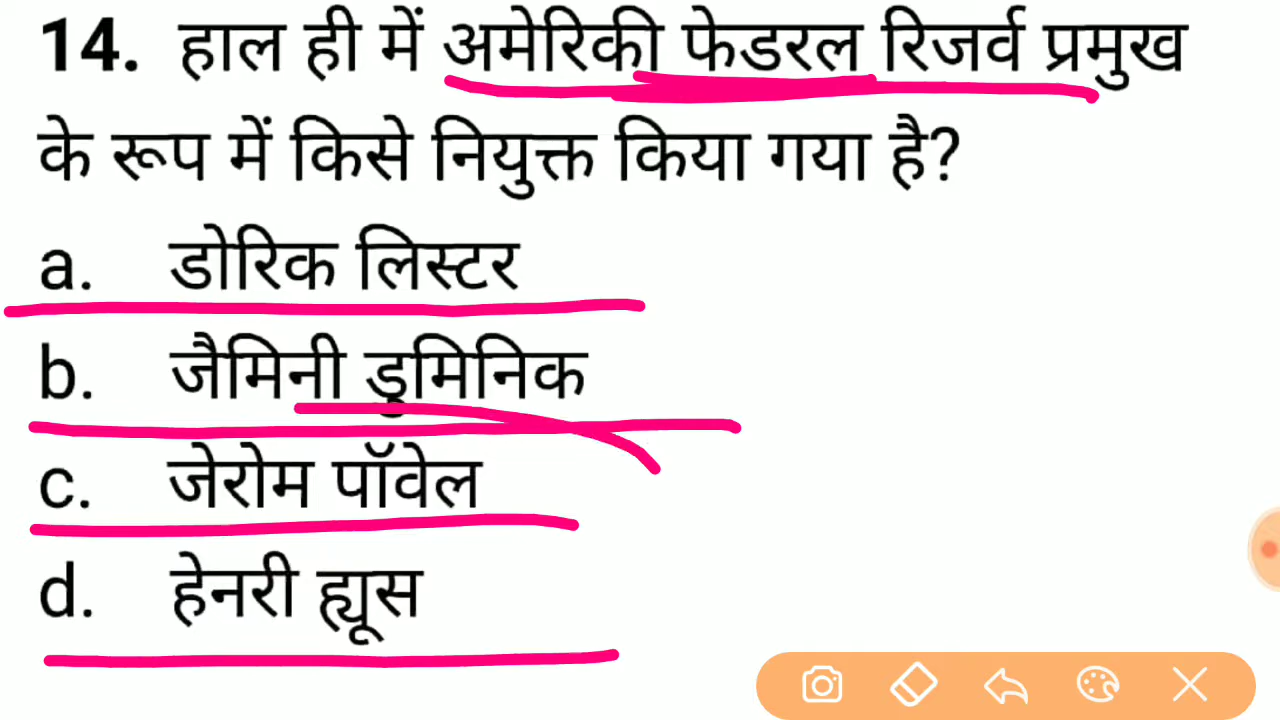 14. हाल ही में अमेरिकी फेडरल रिजर्व प्रमुख
के रूप में किसे नियुक्त किया गया है?
a. डोरिक लिस्टर
b. जैमिनी डुमिनिक
c. जेरोम पॉवेल
d. हेनरी ह्यूस